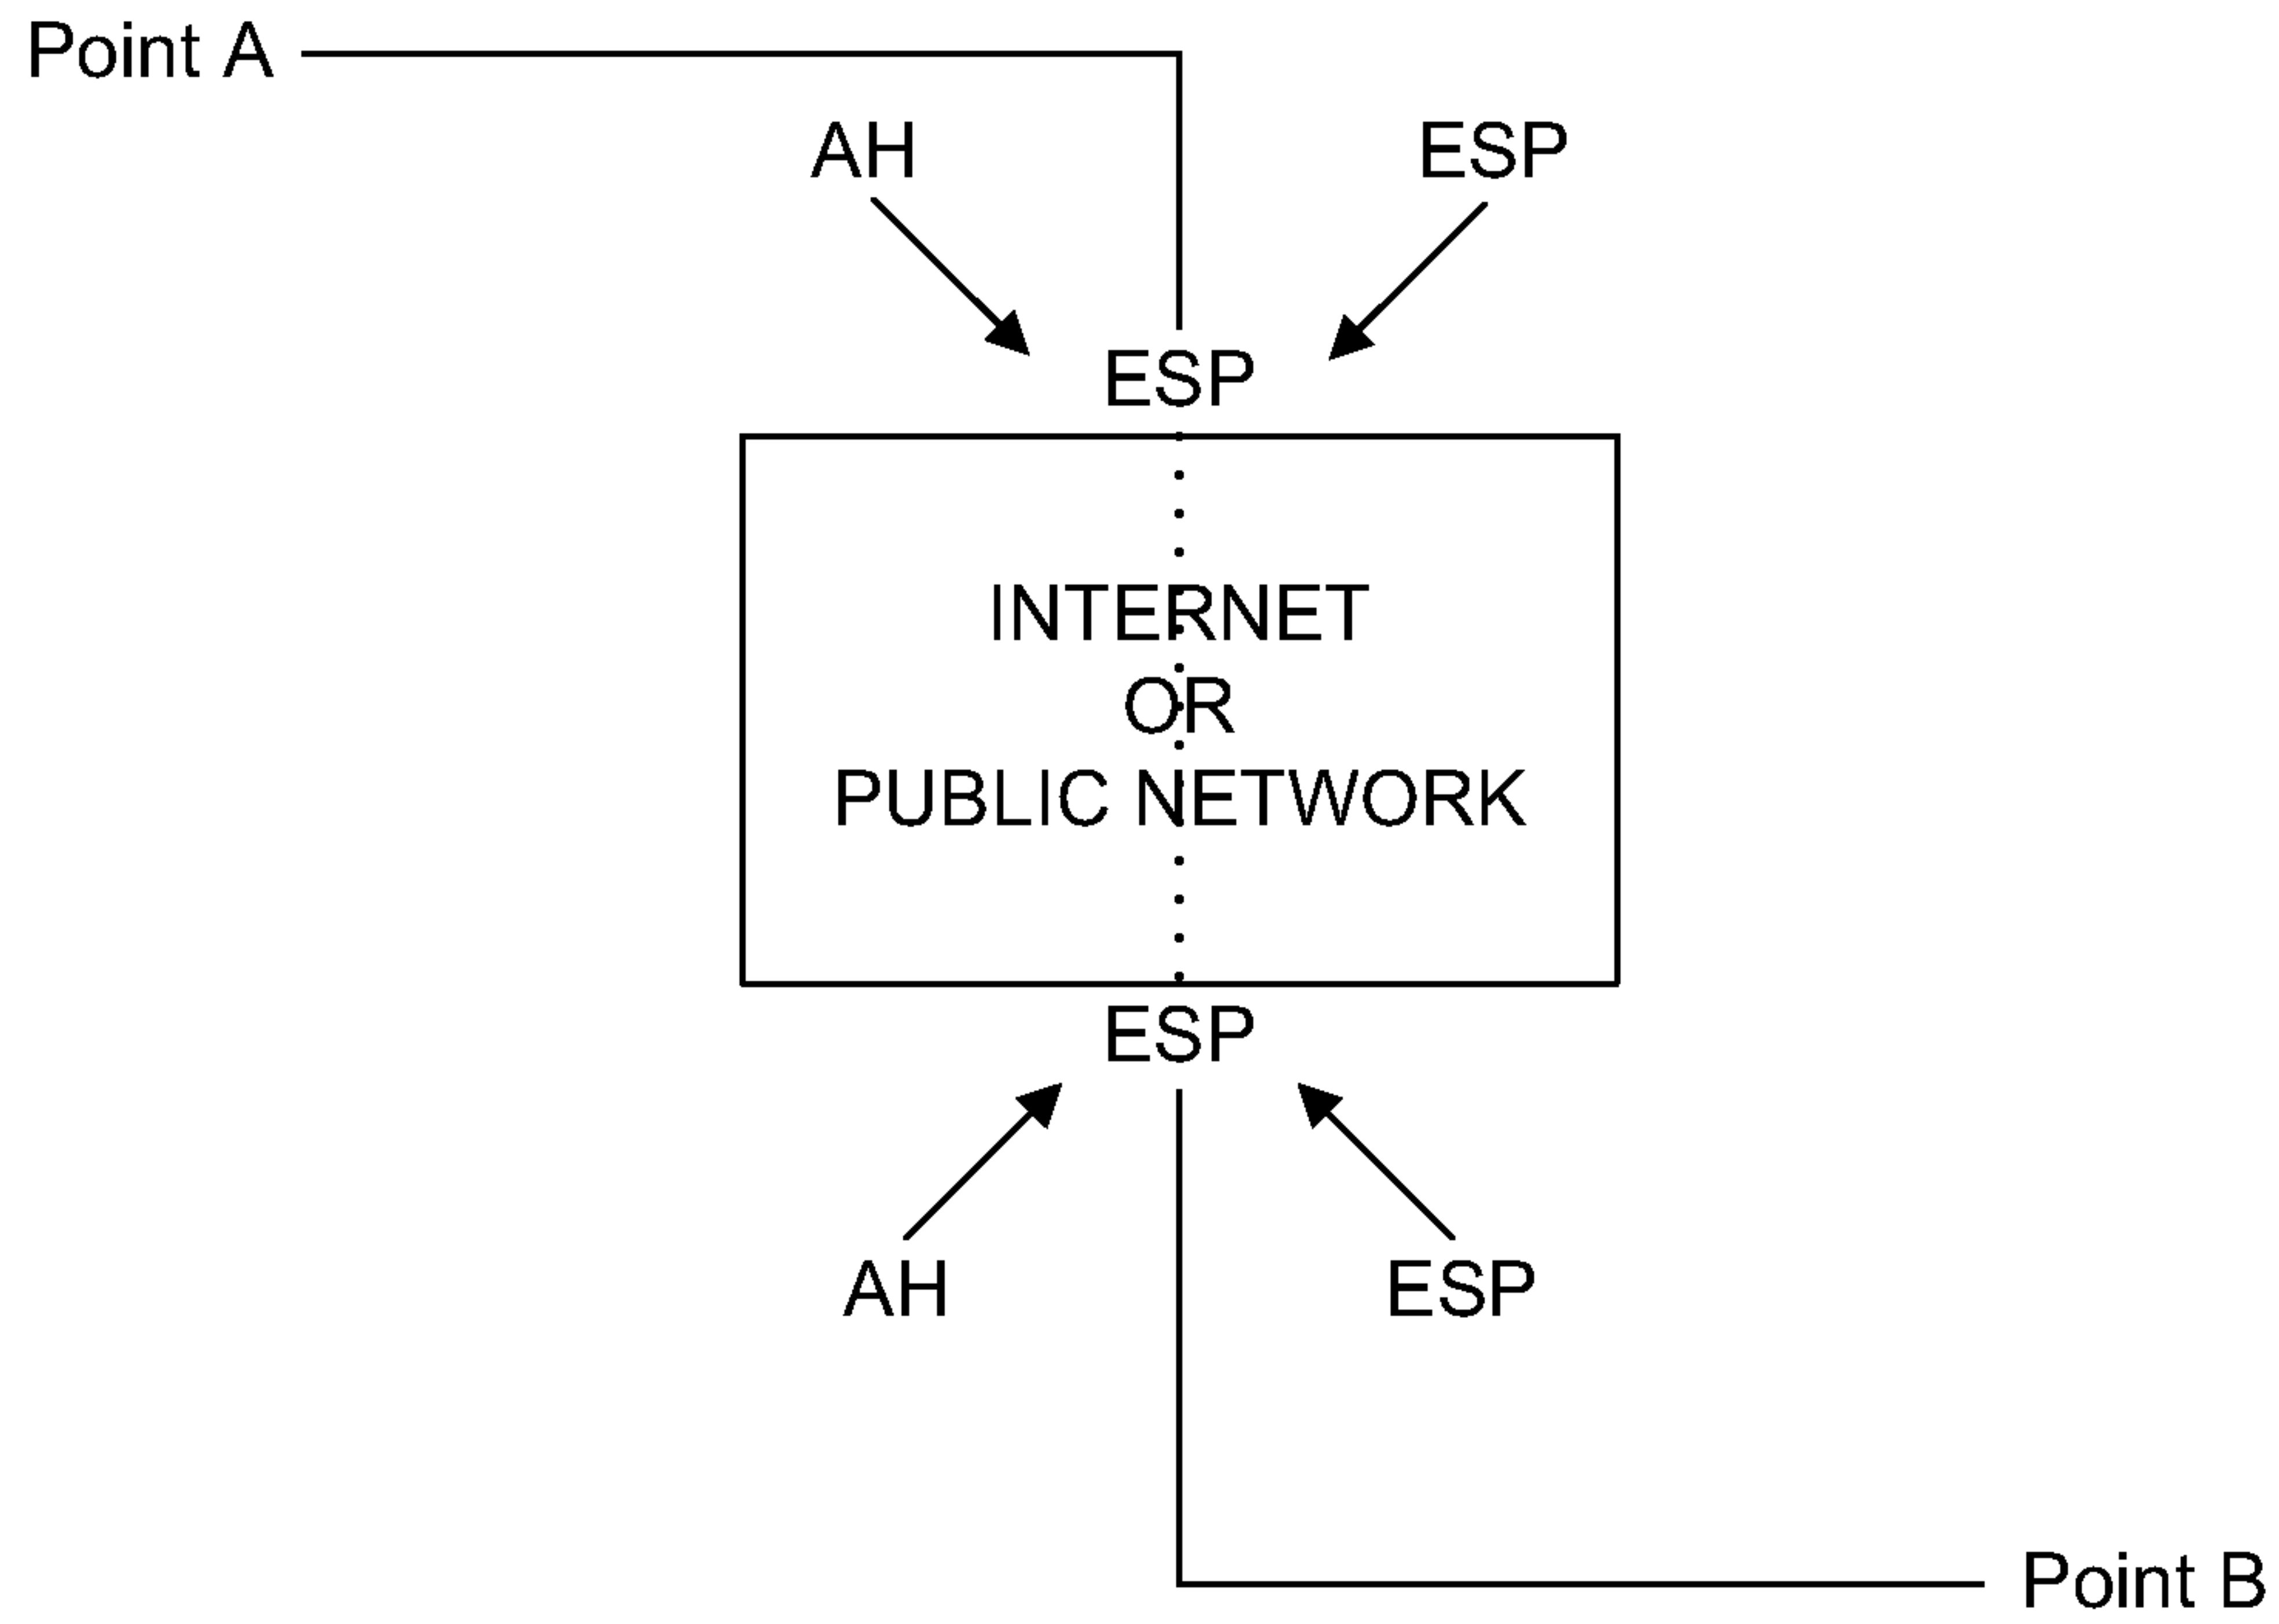 Point A
AH
ESP
ESP
INTERNET
OR
PUBLIC NETWORK
ESP
AH
ESP
Point B